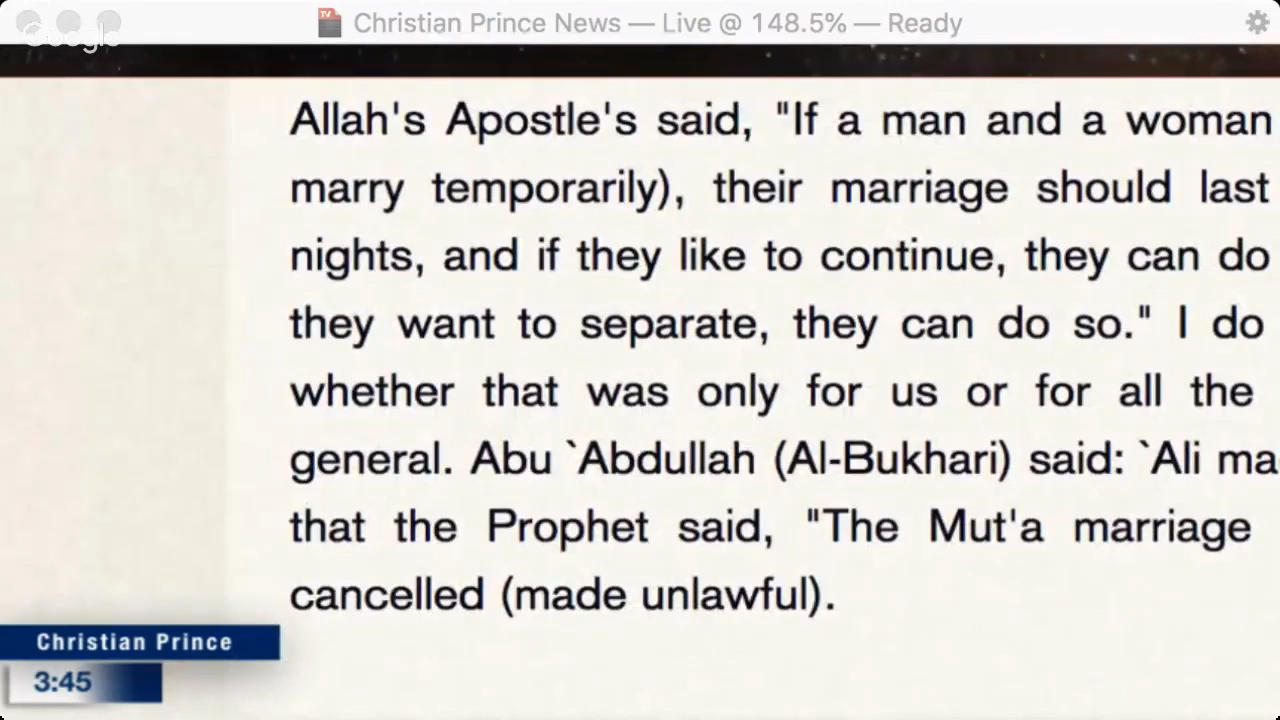 Christian Prince News — Live @ 148.5% — Ready
Google
Allah's Apostle's said, "If a man and a woman
marry temporarily), their marriage should last
nights, and if they like to continue, they can do
they want to separate, they can do so." I do
whether that was only for us or for all the
general. Abu `Abdullah (Al-Bukhari) said: `Ali ma
that the Prophet said, "The Mut'a marriage
cancelled (made unlawful).
Christian Prince
3:45